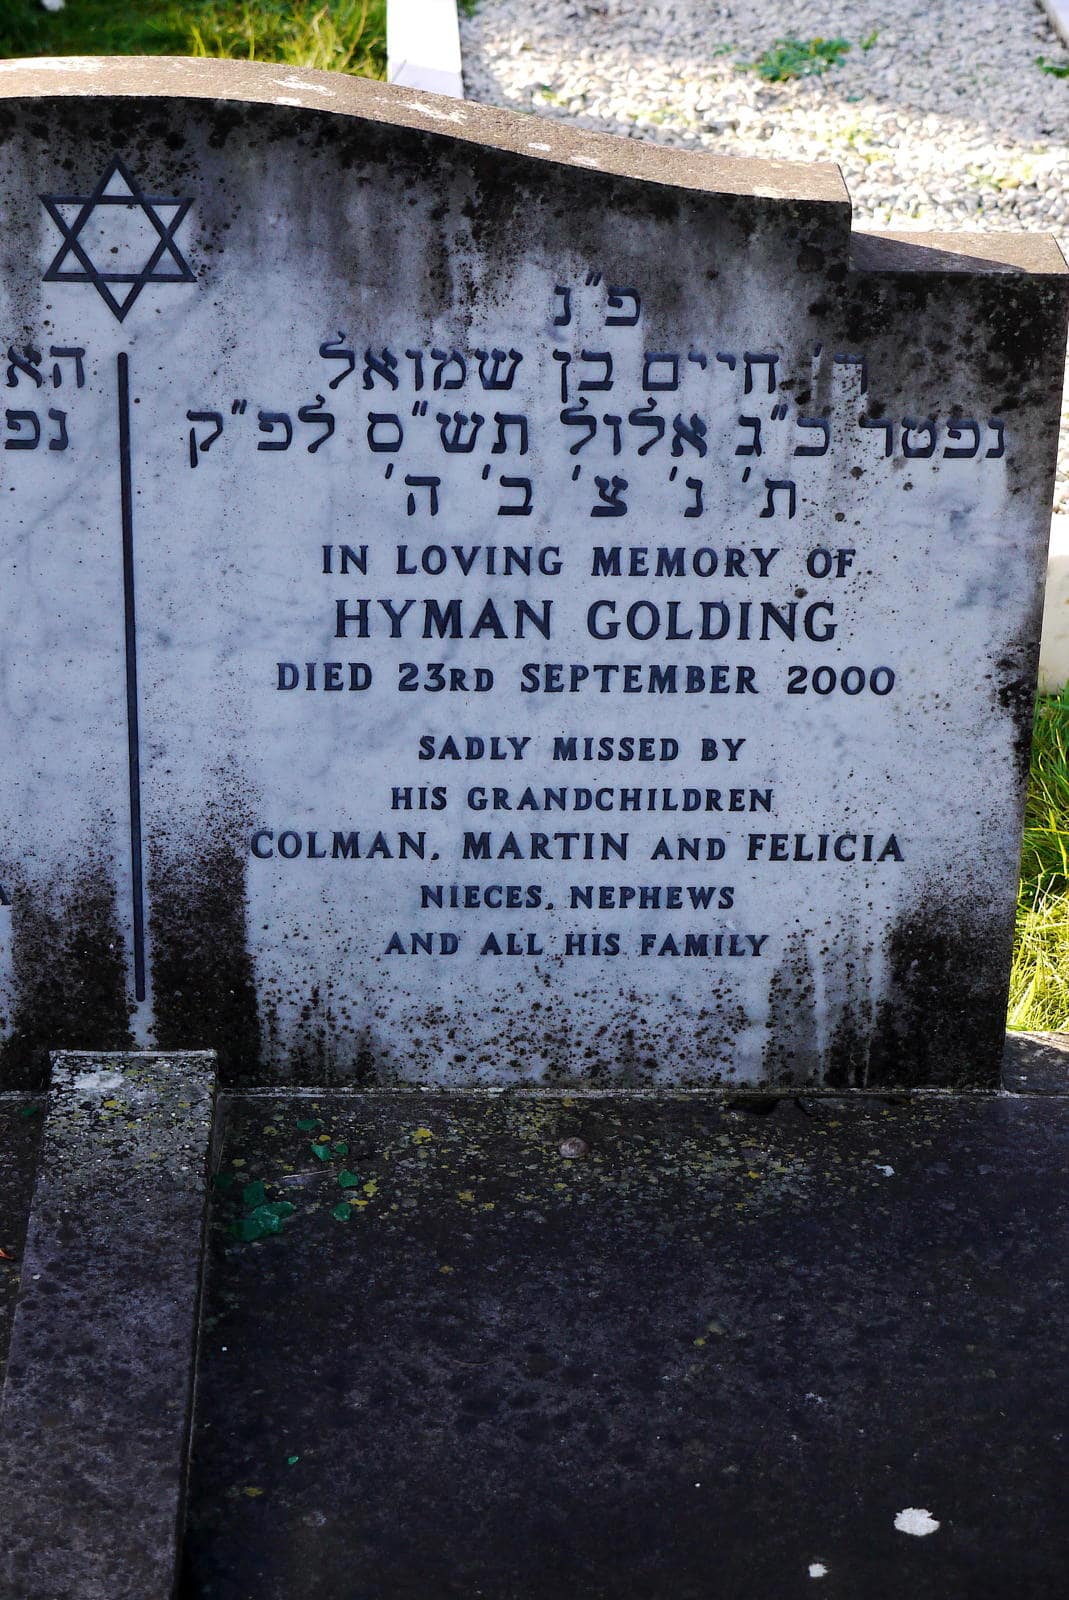 פ"נ
ר' חיים בן שמואל
נפטר כ"ג אלול תש"ס לפ"ק
ת' נ' צ' ב' ה'
IN LOVING MEMORY OF
HYMAN GOLDING
DIED 23RD SEPTEMBER 2000
SADLY MISSED BY
HIS GRANDCHILDREN
COLMAN, MARTIN AND FELICIA
NIECES, NEPHEWS
AND ALL HIS FAMILY